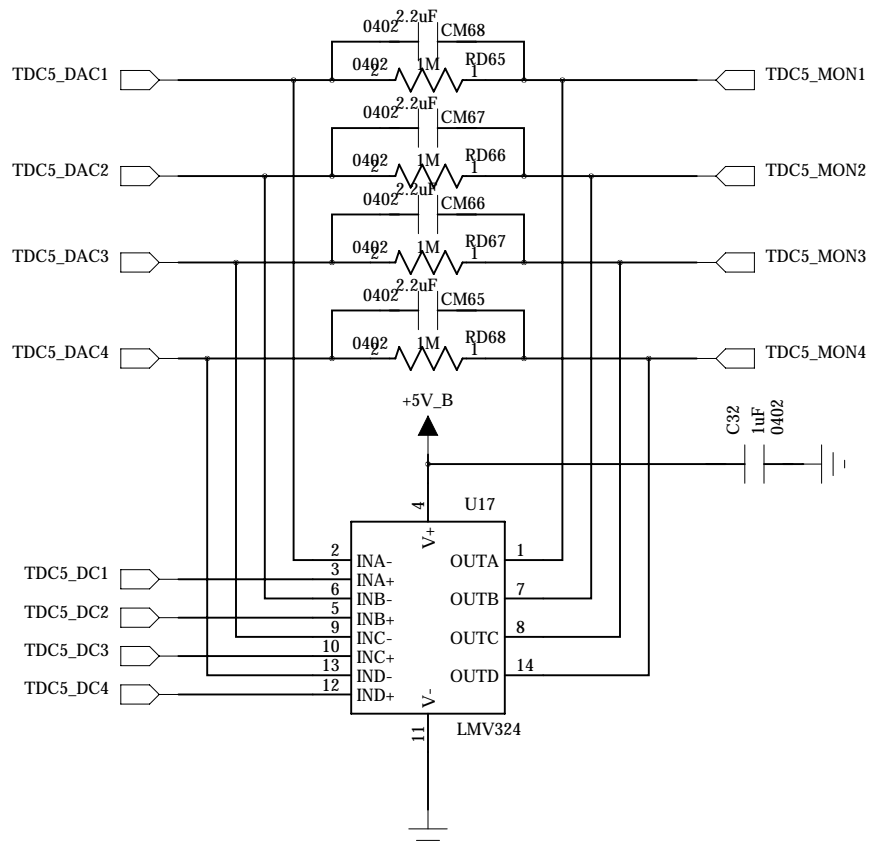 2.2uF
0402 CM68
TDC5_DAC1 0402 2 1M 1 RD65 TDC5_MON1
2.2uF
0402 CM67
TDC5_DAC2 0402 2 1M 1 RD66 TDC5_MON2
2.2uF
0402 CM66
TDC5_DAC3 0402 2 1M 1 RD67 TDC5_MON3
2.2uF
0402 CM65
TDC5_DAC4 0402 2 1M 1 RD68 TDC5_MON4
+5V_B
C32
1uF
0402
4 U17
V+
2 INA- OUTA 1
TDC5_DC1 3 INA+
6 INB- OUTB 7
TDC5_DC2 5 INB+
9 INC- OUTC 8
TDC5_DC3 10 INC+
13 IND- OUTD 14
TDC5_DC4 12 IND+
V-
11 LMV324